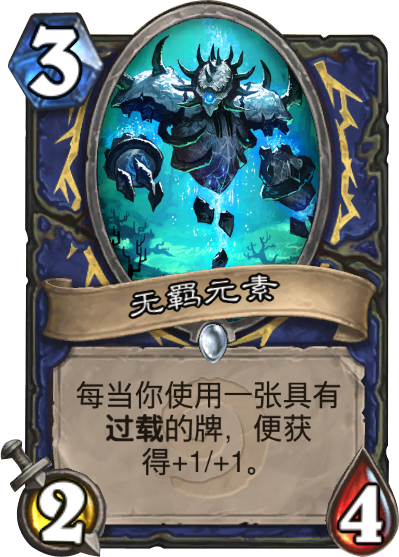 3
无羁元素
每当你使用一张具有
过载的牌，便获
得+1/+1。
2
4